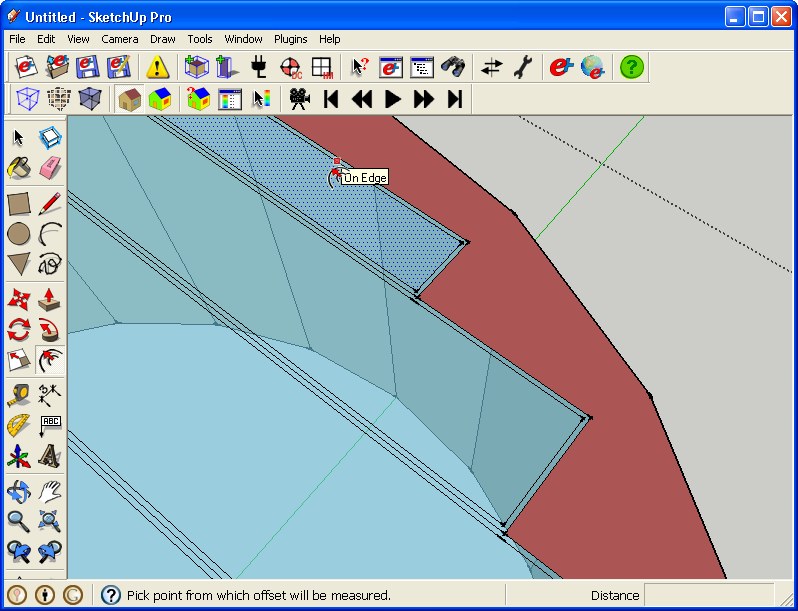 Untitled - SketchUp Pro
File Edit View Camera Draw Tools Window Plugins Help
On Edge
ABC
Pick point from which offset will be measured.
Distance